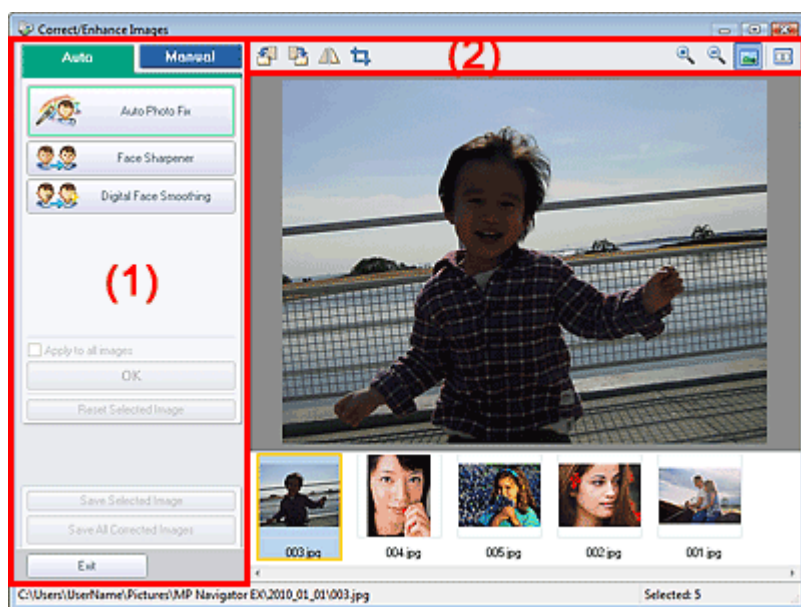 Correct/Enhance Images
Auto
Manual
(2)
Auto Photo Fix
Face Sharpener
Digital Face Smoothing
(1)
Apply to all images
OK
Reset Selected Image
Save Selected Image
Save All Corrected Images
Exit
003.jpg
004.jpg
005.jpg
002.jpg
001.jpg
C:\Users\UserName\Pictures\MP Navigator EX\2010_01_01\003.jpg
Selected: 5